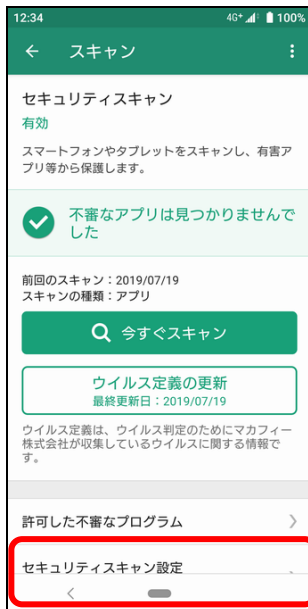 12:34 4G+ 100%
スキャン
セキュリティスキャン
有効
スマートフォンやタブレットをスキャンし、有害ア
プリ等から保護します。
不審なアプリは見つかりませんで
した
前回のスキャン：2019/07/19
スキャンの種類：アプリ
今すぐスキャン
ウイルス定義の更新
最終更新日：2019/07/19
ウイルス定義は、ウイルス判定のためにマカフィー
株式会社が収集しているウイルスに関する情報で
す。
許可した不審なプログラム
セキュリティスキャン設定